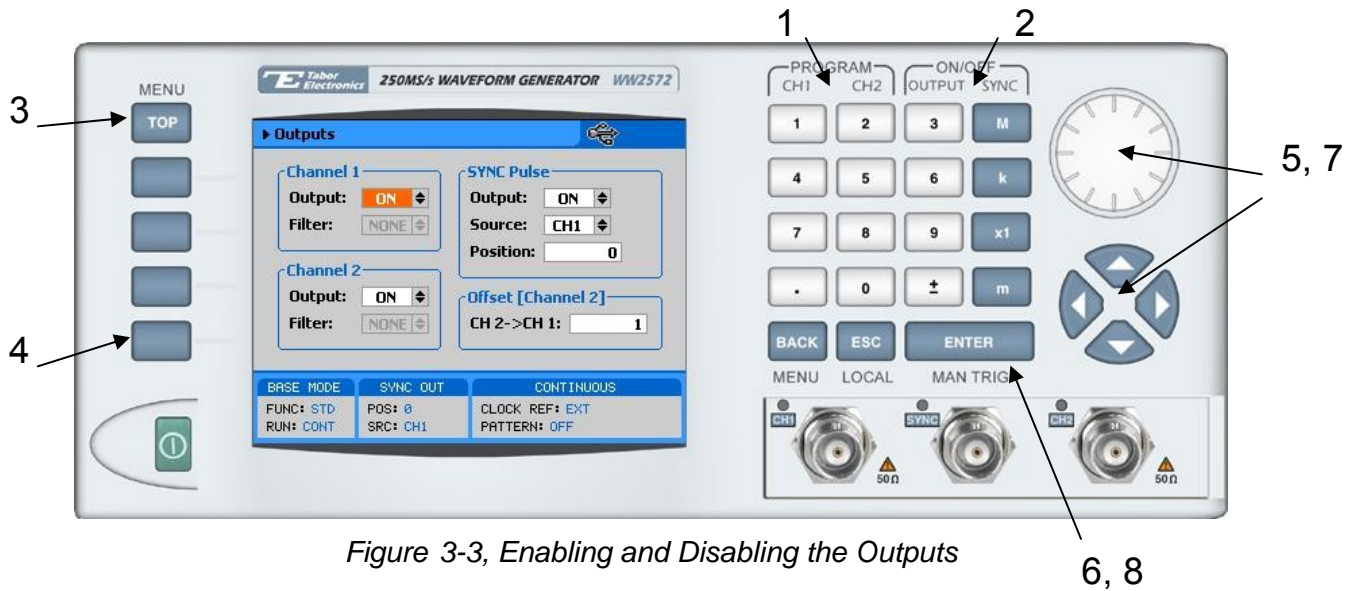 1 2
3
4
5, 7
6, 8
MENU
TOP
Tabor Electronics 250MS/s WAVEFORM GENERATOR WW2572
Outputs
Channel 1
Output: ON
Filter: NONE
Channel 2
Output: ON
Filter: NONE
SYNC Pulse
Output: ON
Source: CH1
Position: 0
Offset [Channel 2]
CH 2->CH 1: 1
BASE MODE
FUNC: STD
RUN: CONT
SYNC OUT
POS: 0
SRC: CH1
CONTINUOUS
CLOCK REF: EXT
PATTERN: OFF
PROGRAM
CH1 CH2
ON/OFF
OUTPUT SYNC
1 2 3 M
4 5 6 k
7 8 9 x1
. 0 ± m
BACK ESC ENTER
MENU LOCAL MAN TRIG
CH1 SYNC CH2
50Ω 50Ω
Figure 3-3, Enabling and Disabling the Outputs